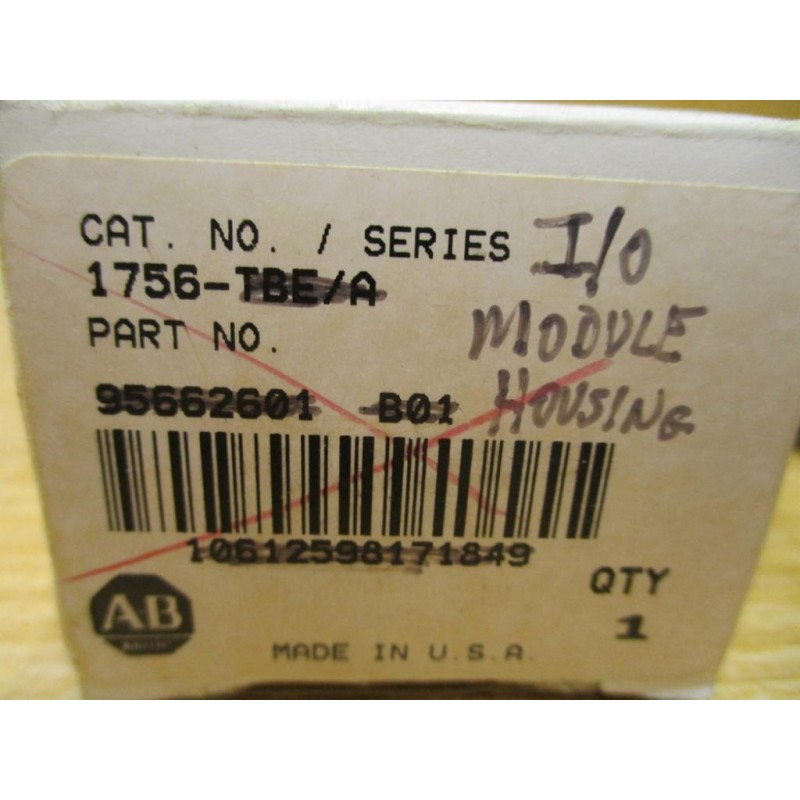 CAT. NO. / SERIES
1756-TBE/A
PART NO.
95662601 B01
I/O
MODULE
HOUSING
10612598171849
AB
QTY
1
MADE IN U.S.A.